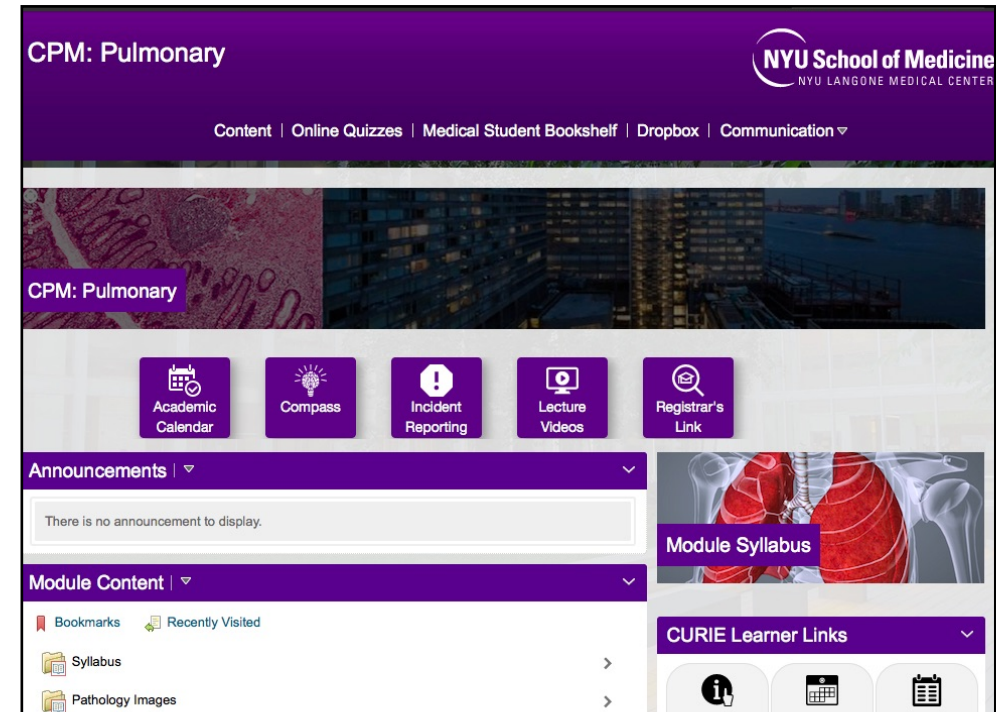 CPM: Pulmonary
NYU School of Medicine
NYU LANGONE MEDICAL CENTER
Content | Online Quizzes | Medical Student Bookshelf | Dropbox | Communication
CPM: Pulmonary
Academic
Calendar
Compass
Incident
Reporting
Lecture
Videos
Registrar's
Link
Announcements
There is no announcement to display.
Module Syllabus
Module Content
Bookmarks
Recently Visited
CURIE Learner Links
Syllabus
Pathology Images